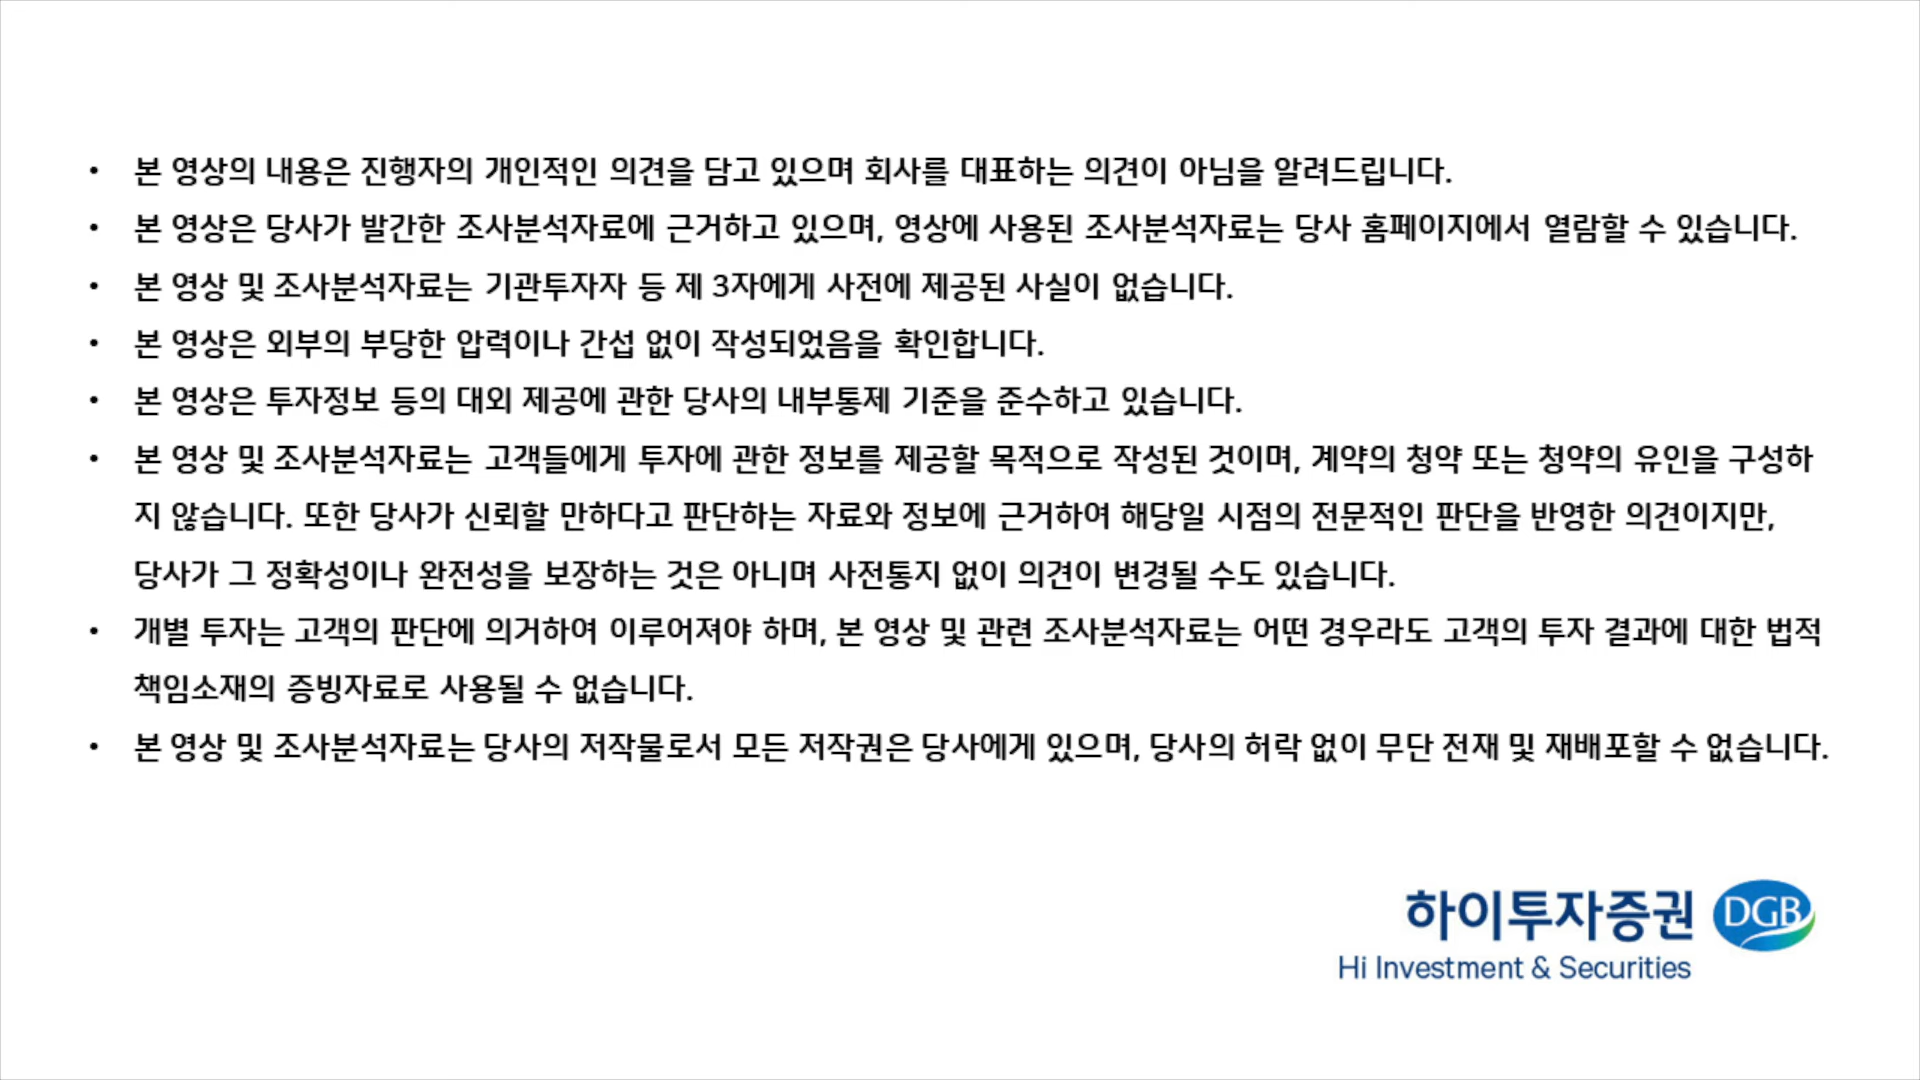 • 본 영상의 내용은 진행자의 개인적인 의견을 담고 있으며 회사를 대표하는 의견이 아님을 알려드립니다.
• 본 영상은 당사가 발간한 조사분석자료에 근거하고 있으며, 영상에 사용된 조사분석자료는 당사 홈페이지에서 열람할 수 있습니다.
• 본 영상 및 조사분석자료는 기관투자자 등 제 3자에게 사전에 제공된 사실이 없습니다.
• 본 영상은 외부의 부당한 압력이나 간섭 없이 작성되었음을 확인합니다.
• 본 영상은 투자정보 등의 대외 제공에 관한 당사의 내부통제 기준을 준수하고 있습니다.
• 본 영상 및 조사분석자료는 고객들에게 투자에 관한 정보를 제공할 목적으로 작성된 것이며, 계약의 청약 또는 청약의 유인을 구성하
지 않습니다. 또한 당사가 신뢰할 만하다고 판단하는 자료와 정보에 근거하여 해당일 시점의 전문적인 판단을 반영한 의견이지만,
당사가 그 정확성이나 완전성을 보장하는 것은 아니며 사전통지 없이 의견이 변경될 수도 있습니다.
• 개별 투자는 고객의 판단에 의거하여 이루어져야 하며, 본 영상 및 관련 조사분석자료는 어떤 경우라도 고객의 투자 결과에 대한 법적
책임소재의 증빙자료로 사용될 수 없습니다.
• 본 영상 및 조사분석자료는 당사의 저작물로서 모든 저작권은 당사에게 있으며, 당사의 허락 없이 무단 전재 및 재배포할 수 없습니다.
하이투자증권 DGB
Hi Investment & Securities